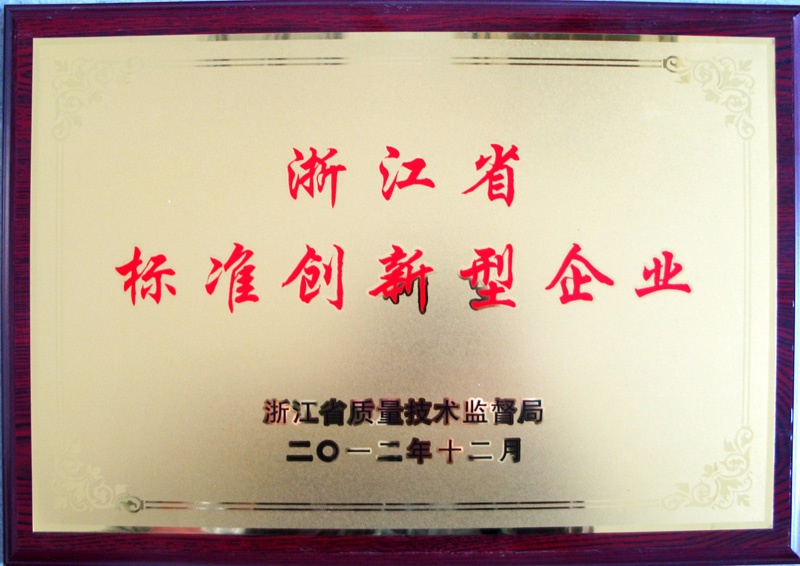 浙江省
标准创新型企业
浙江省质量技术监督局
二〇一二年十二月